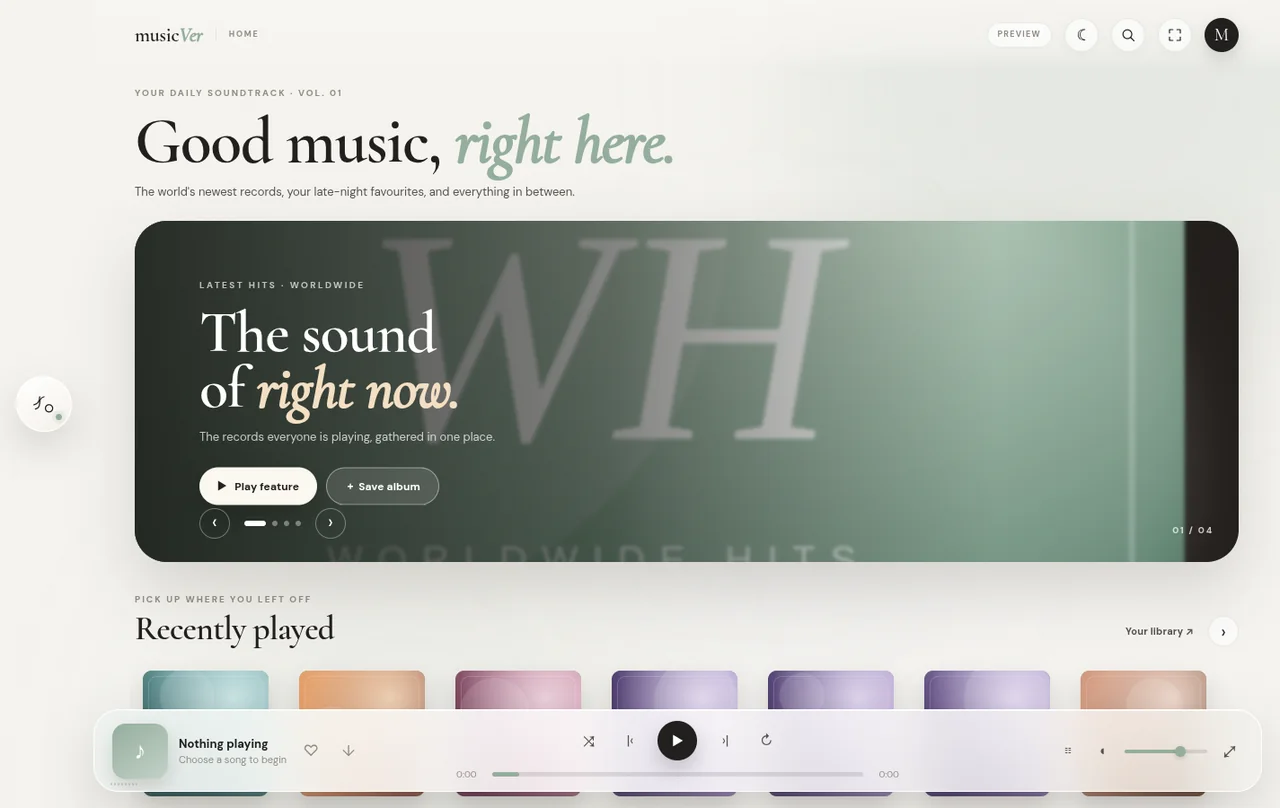 musicVer
HOME
PREVIEW
M
YOUR DAILY SOUNDTRACK · VOL. 01
Good music, right here.
The world's newest records, your late-night favourites, and everything in between.
WH
LATEST HITS · WORLDWIDE
The sound
of right now.
The records everyone is playing, gathered in one place.
Play feature
+ Save album
01 / 04
WORLDWIDE HITS
PICK UP WHERE YOU LEFT OFF
Recently played
Your library ↗
Nothing playing
Choose a song to begin
0:00
0:00